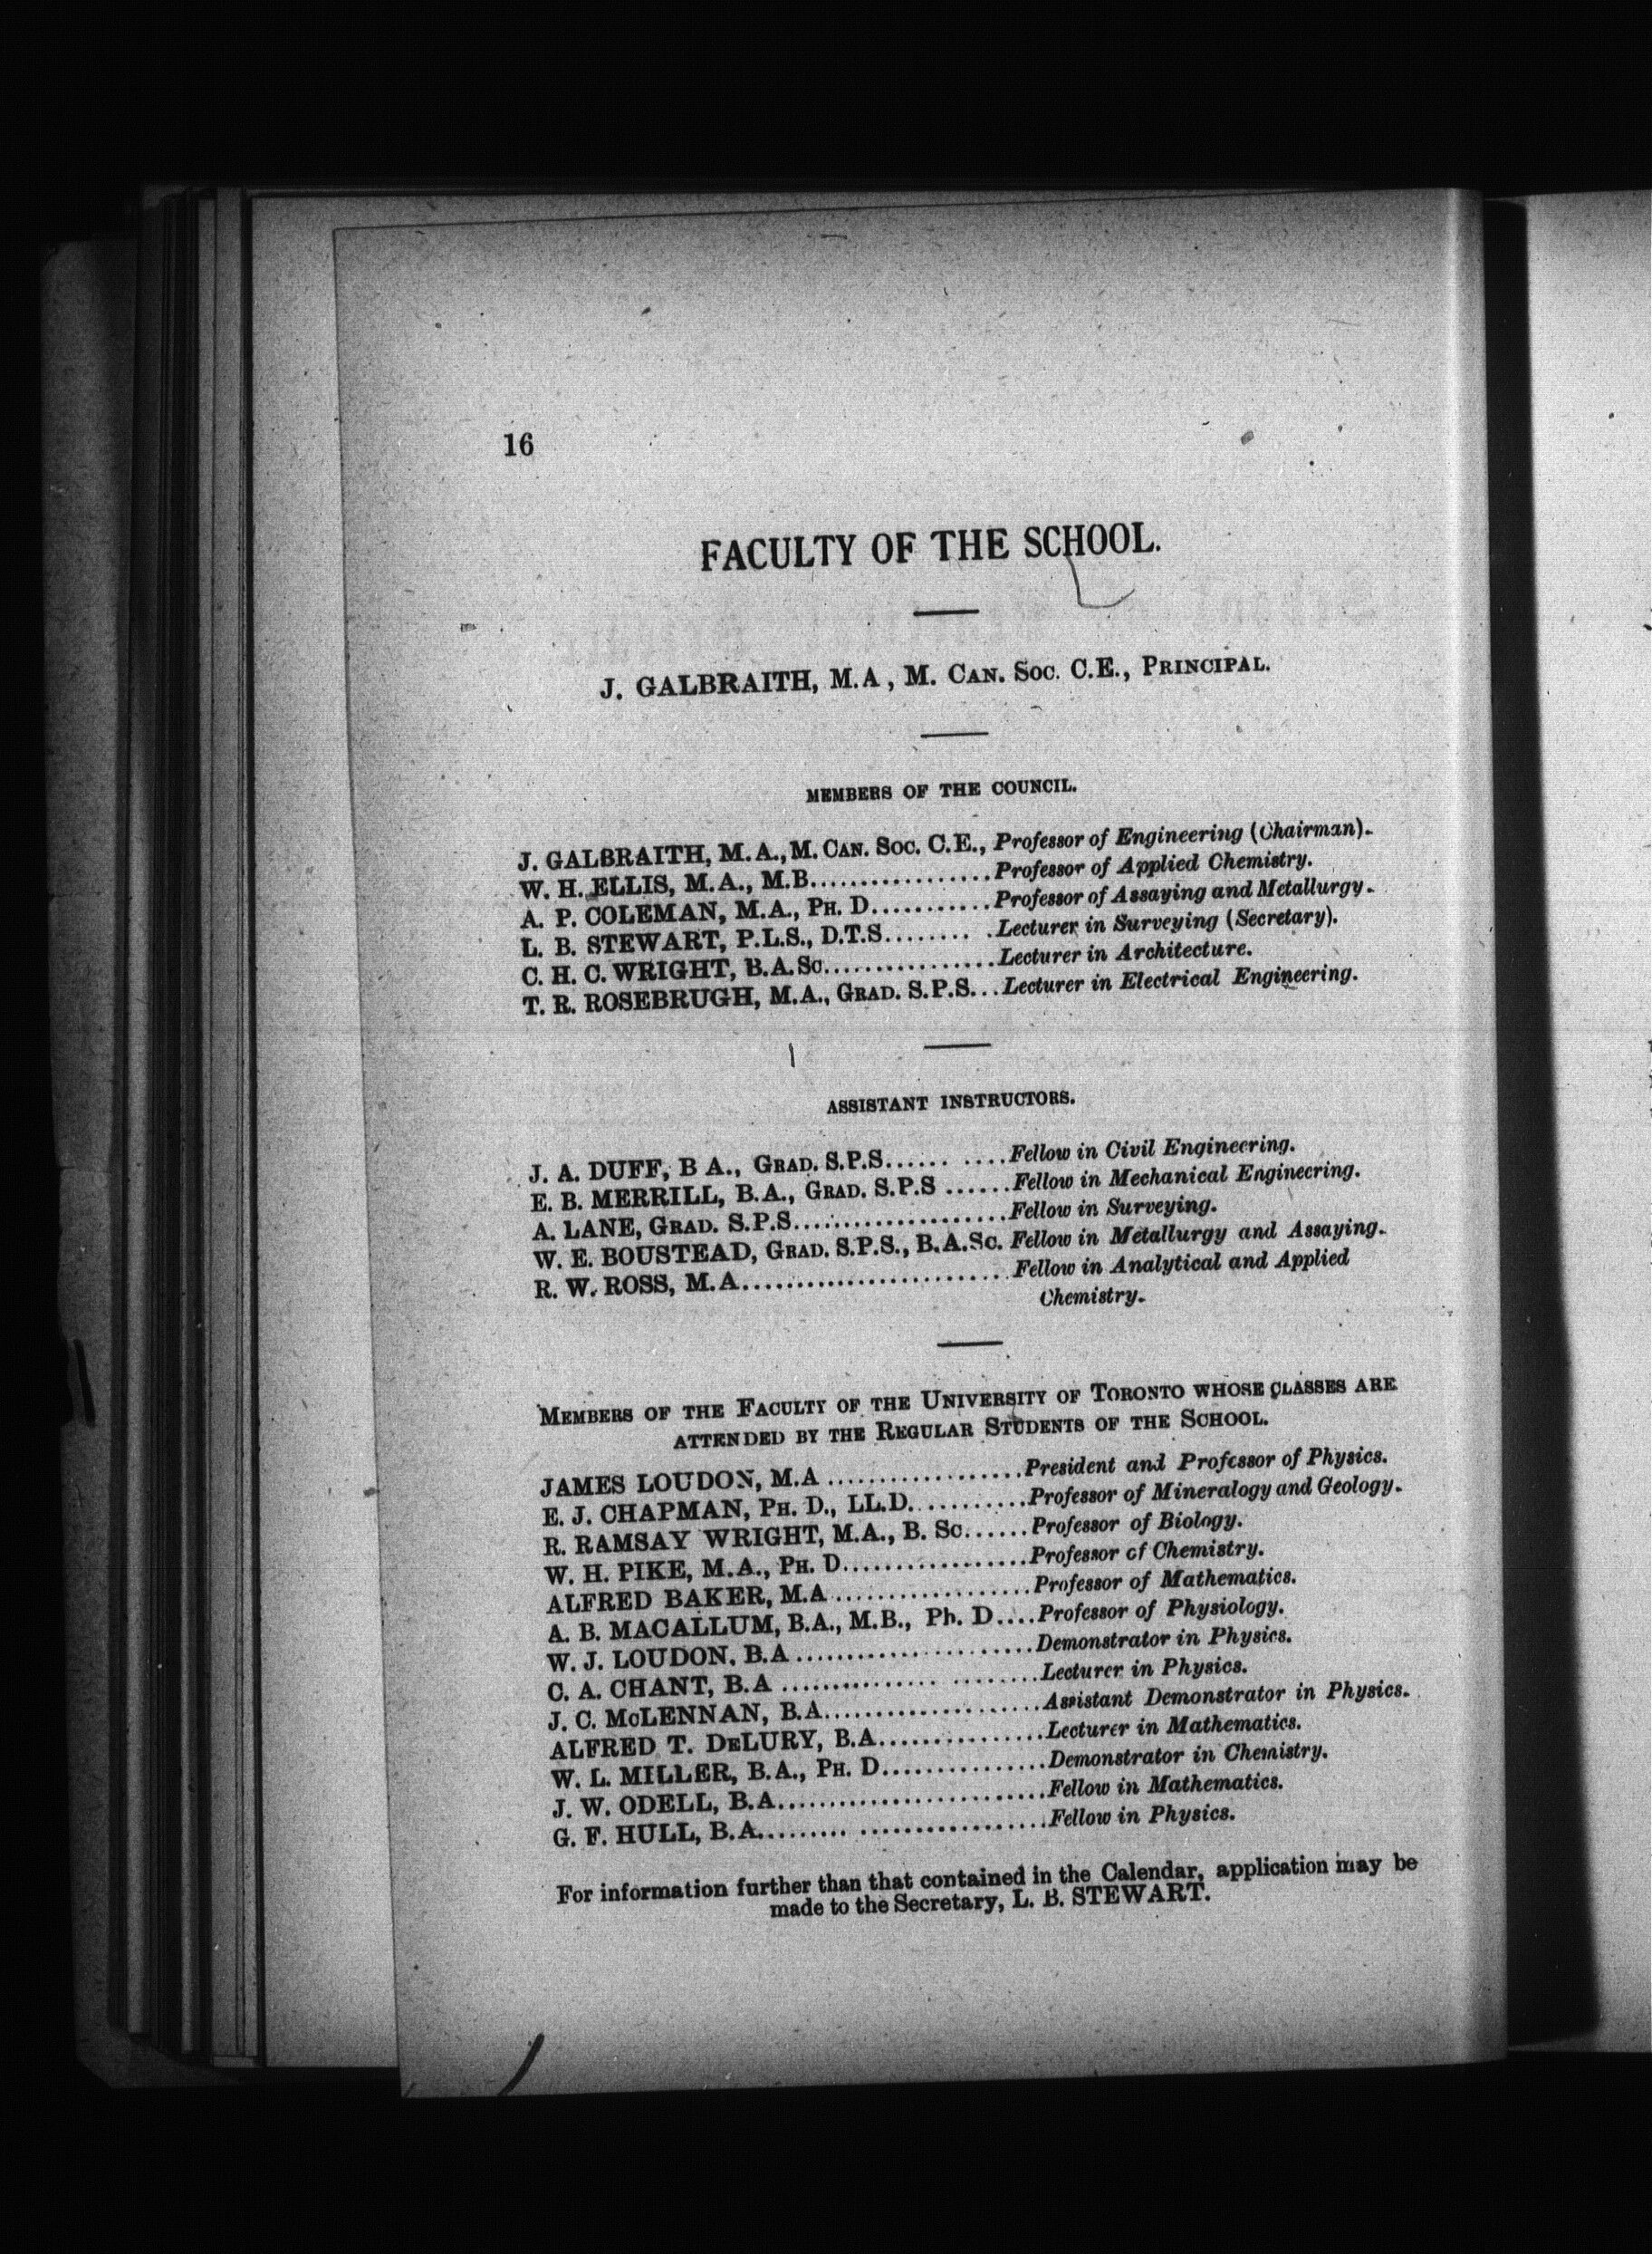 16
FACULTY OF THE SCHOOL.
J. GALBRAITH, M.A, M. CAN. SOC. C.E., PRINCIPAL.
MEMBERS OF THE COUNCIL.
J. GALBRAITH, M.A., M. CAN. SOC. C.E., Professor of Engineering (Chairman).
W. H. ELLIS, M.A., M.B.................Professor of Applied Chemistry.
A. P. COLEMAN, M.A., PH. D...........Professor of Assaying and Metallurgy.
L. B. STEWART, P.L.S., D.T.S........ .Lecturer in Surveying (Secretary).
C. H. C. WRIGHT, B.A.SC................Lecturer in Architecture.
T. R. ROSEBRUGH, M.A., GRAD. S.P.S...Lecturer in Electrical Engineering.
ASSISTANT INSTRUCTORS.
J. A. DUFF, B A., GRAD. S.P.S...... ....Fellow in Civil Engineering.
E. B. MERRILL, B.A., GRAD. S.P.S ......Fellow in Mechanical Engineering.
A. LANE, GRAD. S.P.S....................Fellow in Surveying.
W. E. BOUSTEAD, GRAD. S.P.S., B.A.SC. Fellow in Metallurgy and Assaying.
R. W. ROSS, M.A.........................Fellow in Analytical and Applied
Chemistry.
MEMBERS OF THE FACULTY OF THE UNIVERSITY OF TORONTO WHOSE CLASSES ARE
ATTENDED BY THE REGULAR STUDENTS OF THE SCHOOL.
JAMES LOUDON, M.A ..................President and Professor of Physics.
E. J. CHAPMAN, PH. D., LL.D...........Professor of Mineralogy and Geology.
R. RAMSAY WRIGHT, M.A., B. SC......Professor of Biology.
W. H. PIKE, M.A., PH. D.................Professor of Chemistry.
ALFRED BAKER, M.A...................Professor of Mathematics.
A. B. MACALLUM, B.A., M.B., Ph. D....Professor of Physiology.
W. J. LOUDON. B.A ......................Demonstrator in Physics.
C. A. CHANT, B.A ............... ........Lecturer in Physics.
J. C. MCLENNAN, B.A....................Assistant Demonstrator in Physics.
ALFRED T. DELURY, B.A...............Lecturer in Mathematics.
W. L. MILLER, B.A., PH. D...............Demonstrator in Chemistry.
J. W. ODELL, B.A.........................Fellow in Mathematics.
G. F. HULL, B.A......... .................Fellow in Physics.
For information further than that contained in the Calendar, application may be
made to the Secretary, L. B. STEWART.